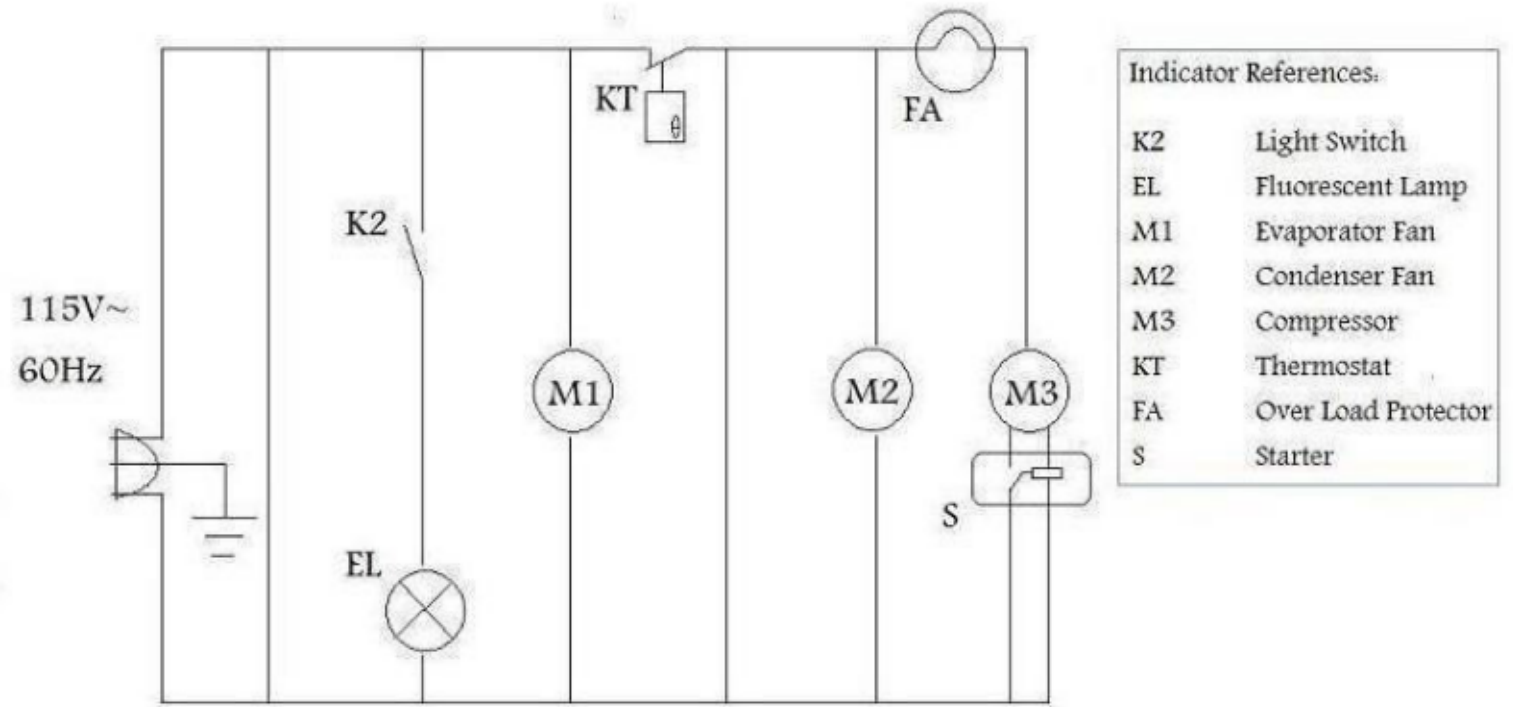 KT
FA
K2
115V~
60Hz
M1
M2
M3
S
EL
Indicator References:
K2 Light Switch
EL Fluorescent Lamp
M1 Evaporator Fan
M2 Condenser Fan
M3 Compressor
KT Thermostat
FA Over Load Protector
S Starter
θ